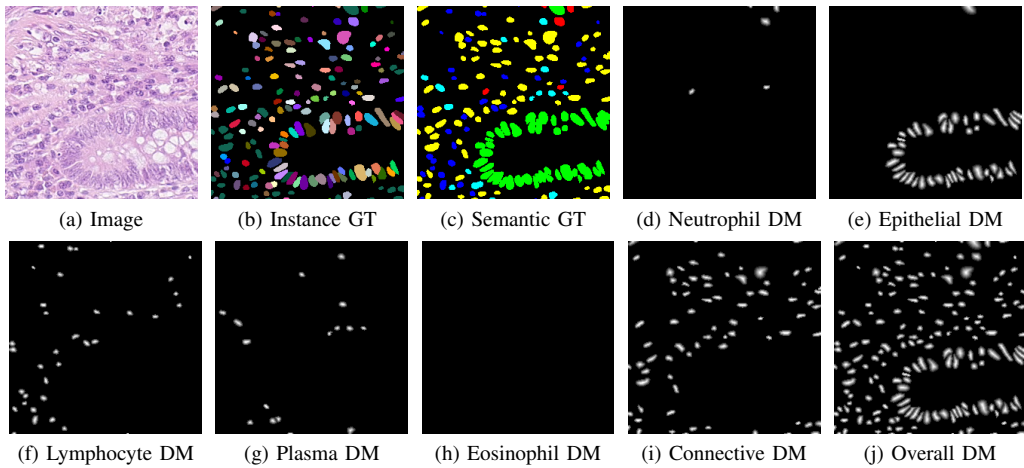 (a) Image
(b) Instance GT
(c) Semantic GT
(d) Neutrophil DM
(e) Epithelial DM
(f) Lymphocyte DM
(g) Plasma DM
(h) Eosinophil DM
(i) Connective DM
(j) Overall DM